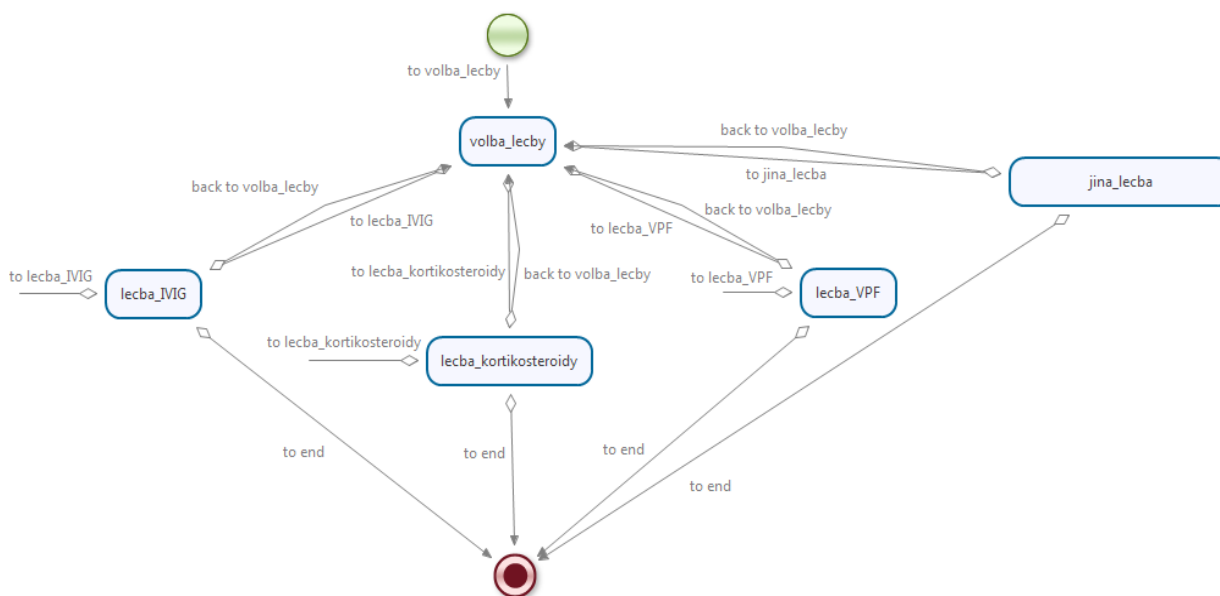 to volba_lecby
volba_lecby
back to volba_lecby
to jina_lecba
jina_lecba
back to volba_lecby
to lecba_IVIG
back to volba_lecby
to lecba_VPF
to lecba_IVIG
lecba_IVIG
to lecba_kortikosteroidy
back to volba_lecby
to lecba_VPF
lecba_VPF
to lecba_kortikosteroidy
lecba_kortikosteroidy
to end
to end
to end
to end